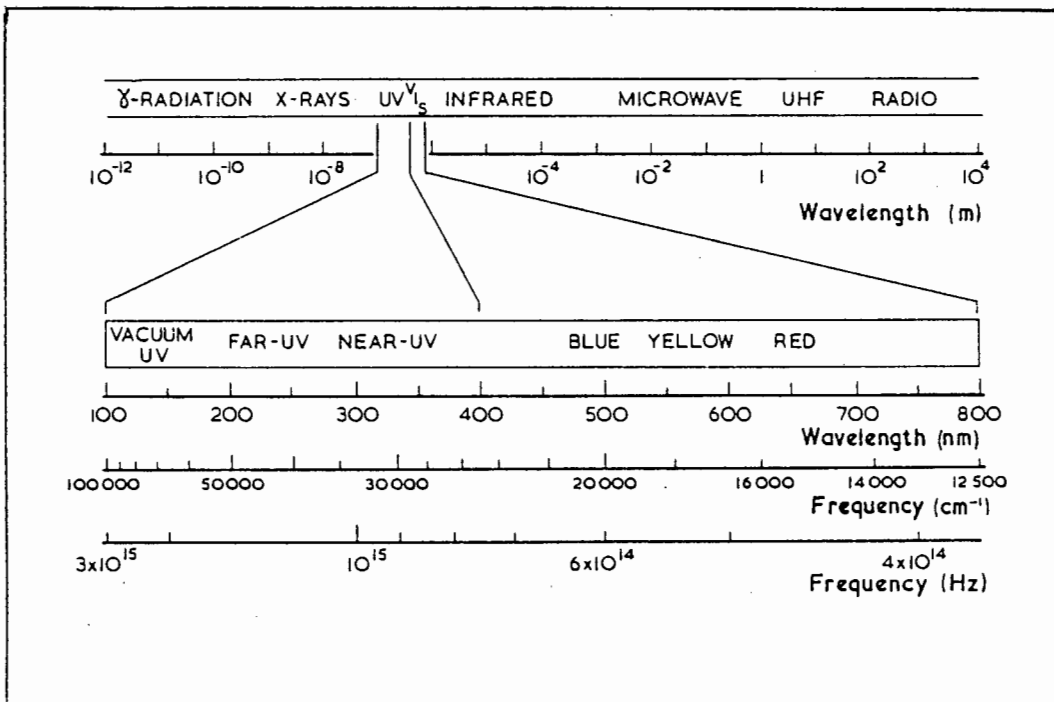 γ-RADIATION X-RAYS UV VIS INFRARED MICROWAVE UHF RADIO
10⁻¹² 10⁻¹⁰ 10⁻⁸ 10⁻⁴ 10⁻² 1 10² 10⁴
Wavelength (m)
VACUUM UV FAR-UV NEAR-UV BLUE YELLOW RED
100 200 300 400 500 600 700 800
Wavelength (nm)
100 000 50000 30 000 20 000 16 000 14 000 12 500
Frequency (cm⁻¹)
3x10¹⁵ 10¹⁵ 6x10¹⁴ 4x10¹⁴
Frequency (Hz)